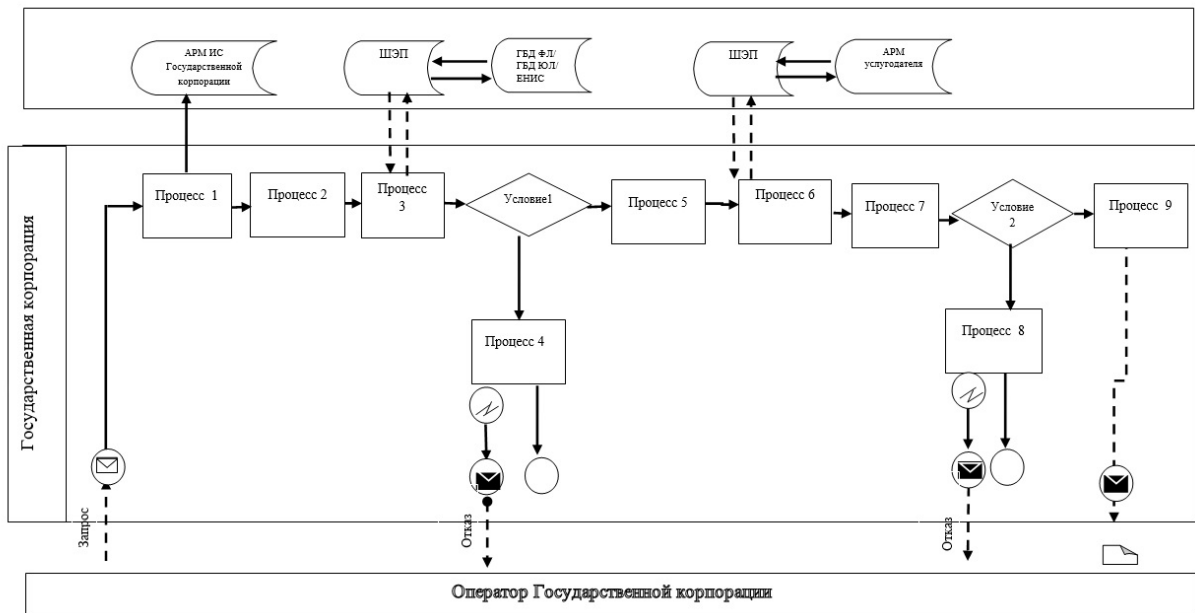 АРМ ИС
Государственной
корпорации
ШЭП
ГБД ФЛ/
ГБД ЮЛ/
ЕНИС
ШЭП
АРМ
услугодателя
Государственная корпорация
Процесс 1
Процесс 2
Процесс
3
Условие1
Процесс 5
Процесс 6
Процесс 7
Условие
2
Процесс 9
Процесс 4
Процесс 8
Запрос
Отказ
Отказ
Оператор Государственной корпорации